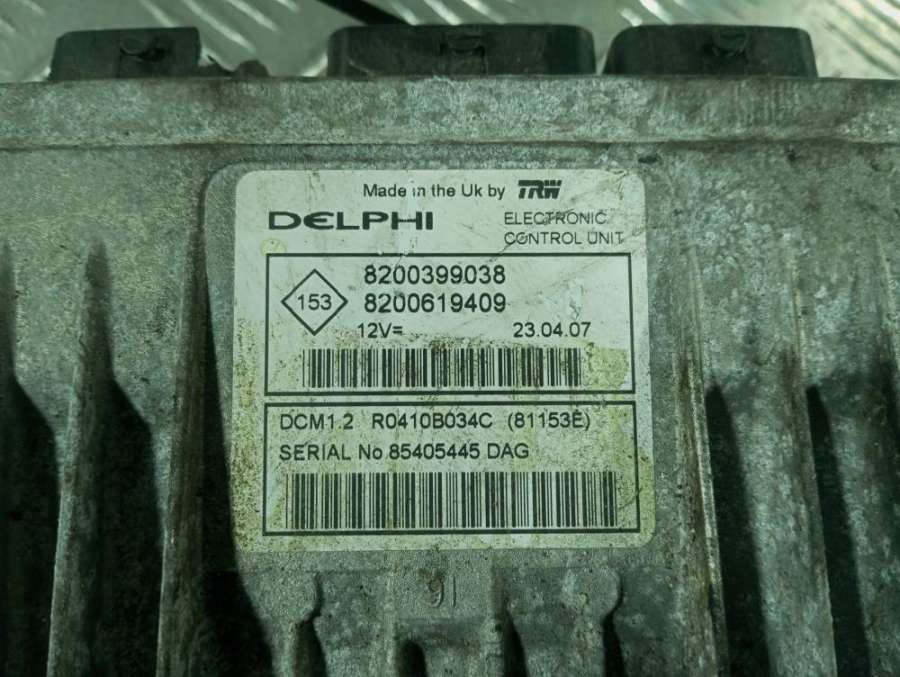 Made in the Uk by TRW
DELPHI
ELECTRONIC
CONTROL UNIT
8200399038
153
8200619409
12V= 23.04.07
DCM1.2 R0410B034C (81153E)
SERIAL No 85405445 DAG